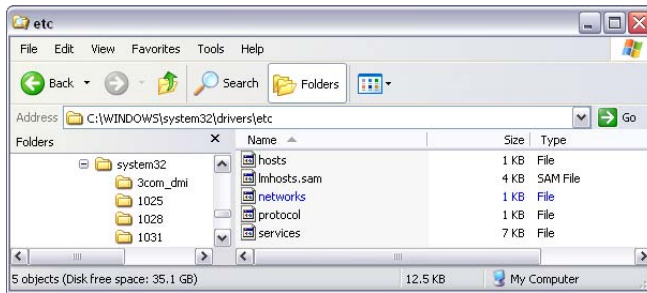 etc
File Edit View Favorites Tools Help
Back Search Folders
Address C:\WINDOWS\system32\drivers\etc Go
Folders x Name Size Type
system32
3com_dmi
1025
1028
1031
hosts 1 KB File
lmhosts.sam 4 KB SAM File
networks 1 KB File
protocol 1 KB File
services 7 KB File
5 objects (Disk free space: 35.1 GB) 12.5 KB My Computer